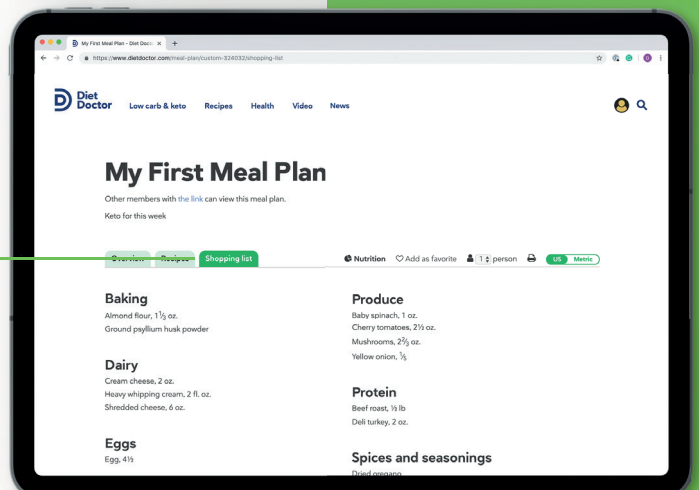 My First Meal Plan – Diet Doct
https://www.dietdoctor.com/meal-plan/custom-324032/shopping-list
Diet Doctor
Low carb & keto Recipes Health Video News
My First Meal Plan
Other members with the link can view this meal plan.
Keto for this week
Overview Recipes Shopping list
Nutrition Add as favorite 1 person US Metric
Baking
Almond flour, 1⅓ oz.
Ground psyllium husk powder
Dairy
Cream cheese, 2 oz.
Heavy whipping cream, 2 fl. oz.
Shredded cheese, 6 oz.
Eggs
Egg, 4½
Produce
Baby spinach, 1 oz.
Cherry tomatoes, 2½ oz.
Mushrooms, 2⅔ oz.
Yellow onion, ⅕
Protein
Beef roast, ½ lb
Deli turkey, 2 oz.
Spices and seasonings
Dried oregano